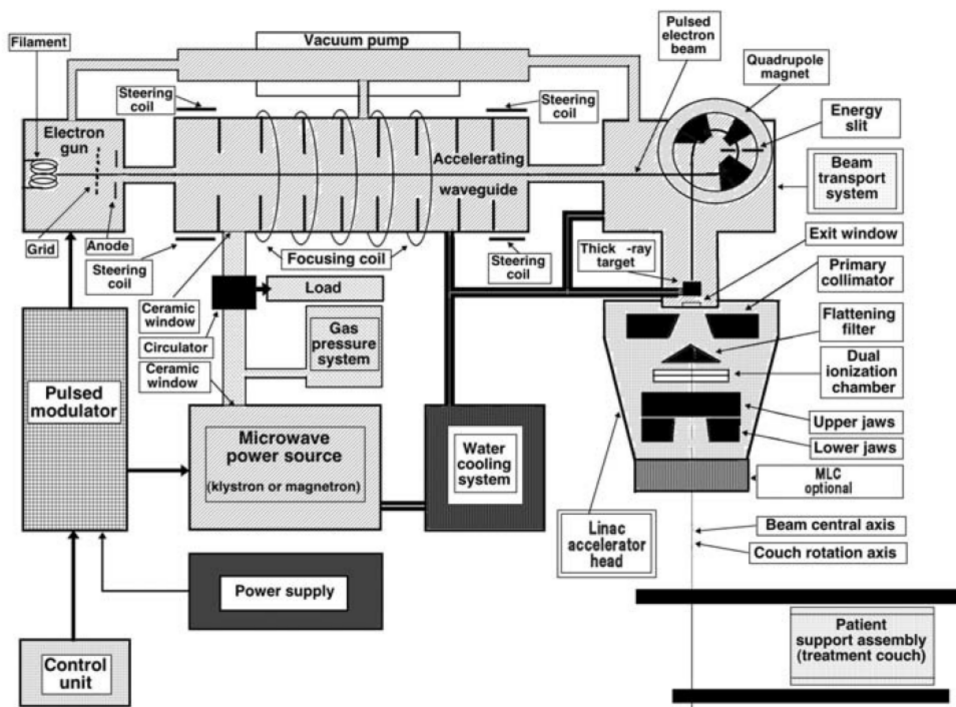 Filament
Vacuum pump
Pulsed
electron
beam
Quadrupole
magnet
Steering
coil
Steering
coil
Energy
slit
Electron
gun
Accelerating
waveguide
Beam
transport
system
Grid
Anode
Steering
coil
Focusing coil
Steering
coil
Thick -ray
target
Exit window
Primary
collimator
Ceramic
window
Load
Circulator
Gas
pressure
system
Flattening
filter
Ceramic
window
Dual
ionization
chamber
Pulsed
modulator
Microwave
power source
(klystron or magnetron)
Water
cooling
system
Upper jaws
Lower jaws
MLC
optional
Linac
accelerator
head
Beam central axis
Couch rotation axis
Power supply
Patient
support assembly
(treatment couch)
Control
unit